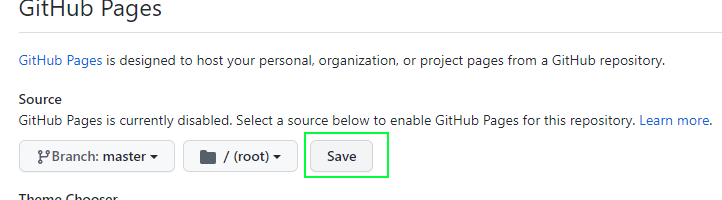 GitHub Pages
GitHub Pages is designed to host your personal, organization, or project pages from a GitHub repository.
Source
GitHub Pages is currently disabled. Select a source below to enable GitHub Pages for this repository. Learn more.
Branch: master / (root) Save
Theme Chooser